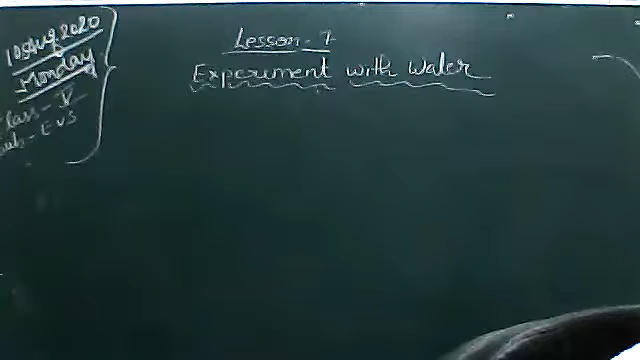 10 Aug 2020
Monday
Class - V
Sub - EVS
Lesson - 7
Experiment with Water